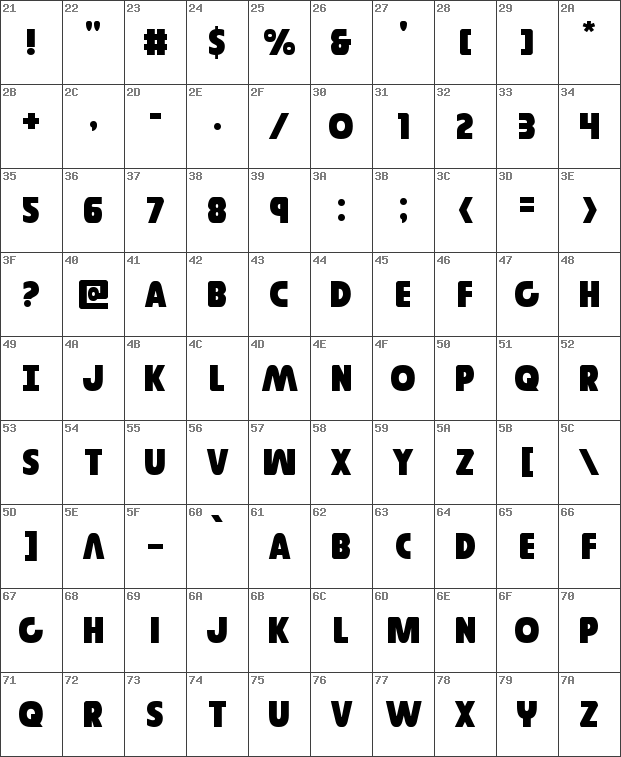 21 22 23 24 25 26 27 28 29 2A
! " # $ % & ' ( ) *
2B 2C 2D 2E 2F 30 31 32 33 34
+ , - . / 0 1 2 3 4
35 36 37 38 39 3A 3B 3C 3D 3E
5 6 7 8 9 : ; < = >
3F 40 41 42 43 44 45 46 47 48
? @ A B C D E F G H
49 4A 4B 4C 4D 4E 4F 50 51 52
I J K L M N O P Q R
53 54 55 56 57 58 59 5A 5B 5C
S T U V W X Y Z [ \
5D 5E 5F 60 61 62 63 64 65 66
] Λ – ` A B C D E F
67 68 69 6A 6B 6C 6D 6E 6F 70
G H I J K L M N O P
71 72 73 74 75 76 77 78 79 7A
Q R S T U V W X Y Z